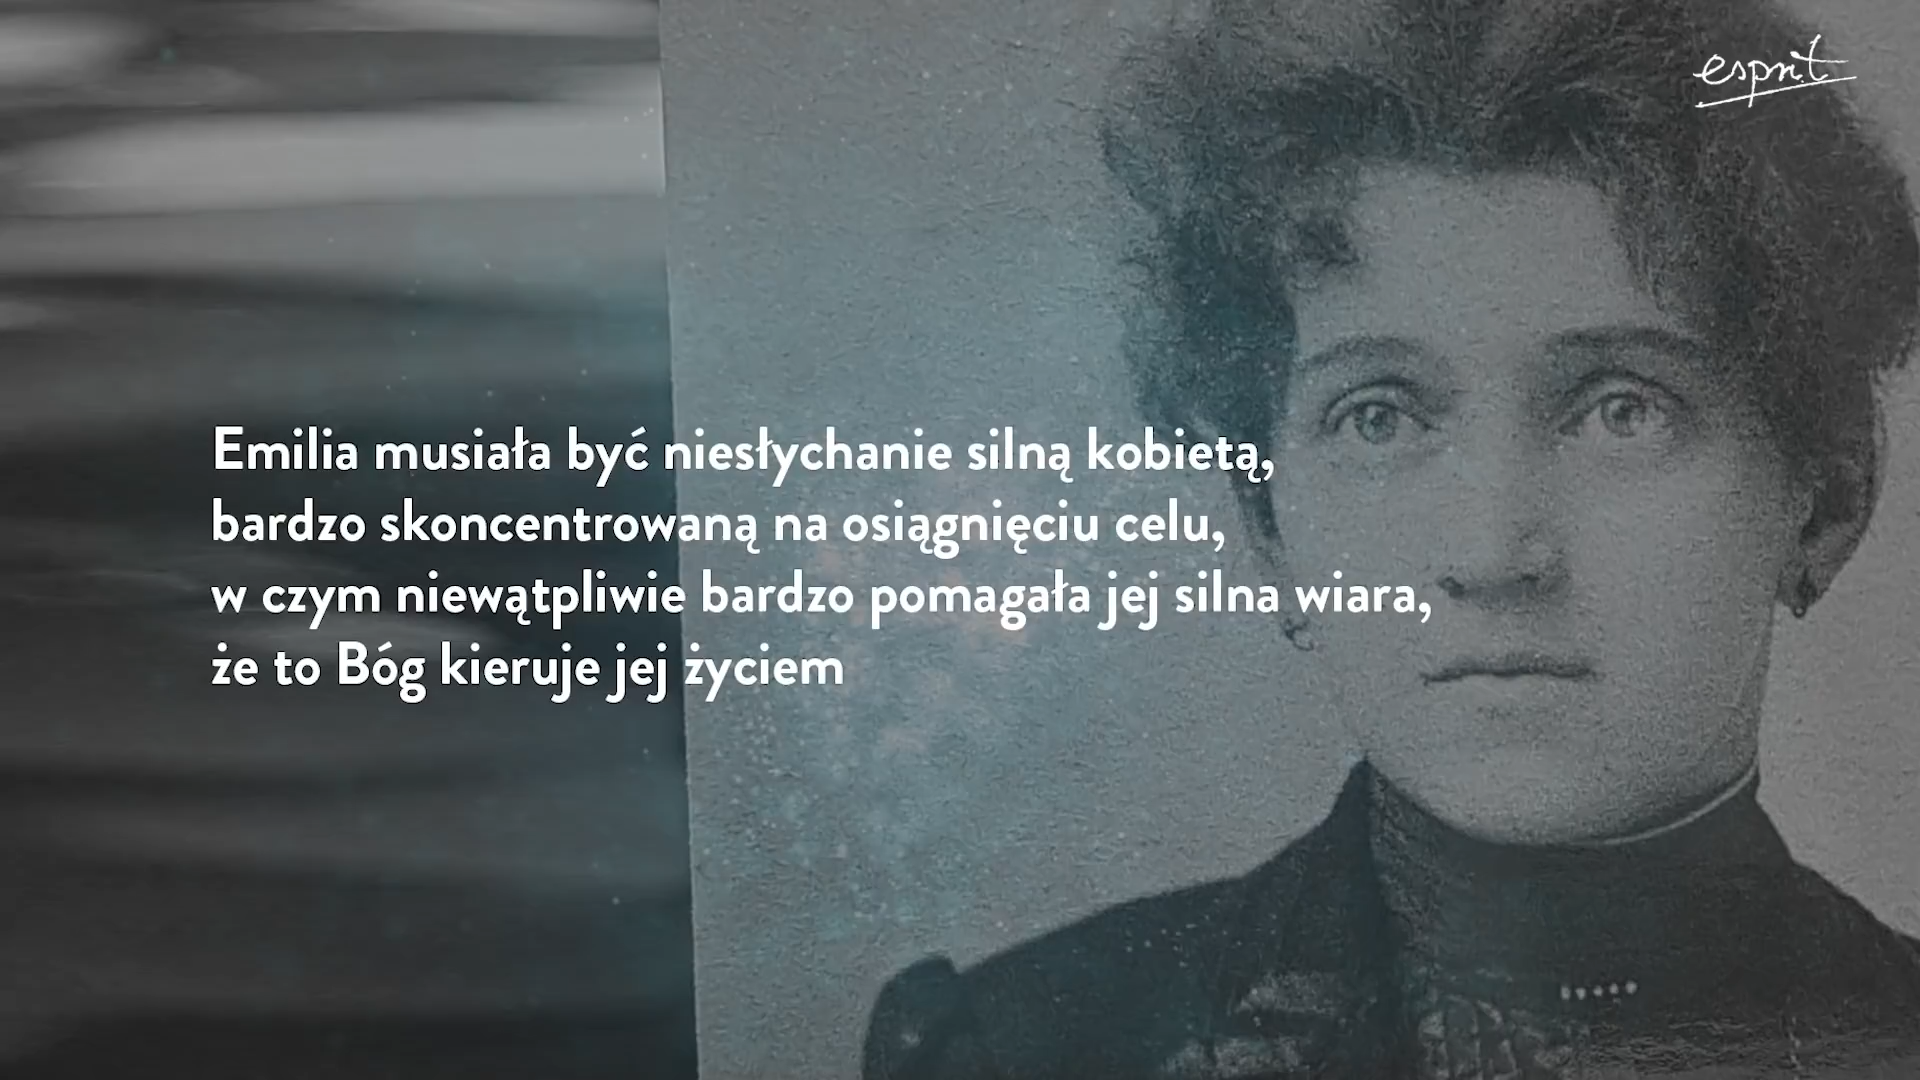 esprit
Emilia musiała być niesłychanie silną kobietą,
bardzo skoncentrowaną na osiągnięciu celu,
w czym niewątpliwie bardzo pomagała jej silna wiara,
że to Bóg kieruje jej życiem